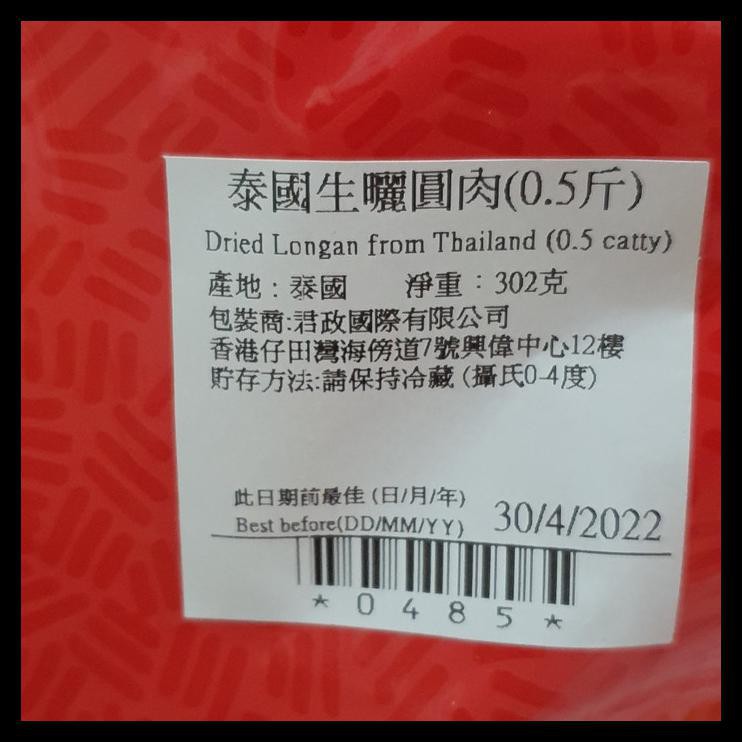 泰國生曬圓肉(0.5斤)
Dried Longan from Thailand (0.5 catty)
產地：泰國 淨重：302克
包裝商:君政國際有限公司
香港仔田灣海傍道7號興偉中心12樓
貯存方法:請保持冷藏 (攝氏0-4度)
此日期前最佳 (日/月/年)
Best before(DD/MM/YY) 30/4/2022
* 0 4 8 5 *